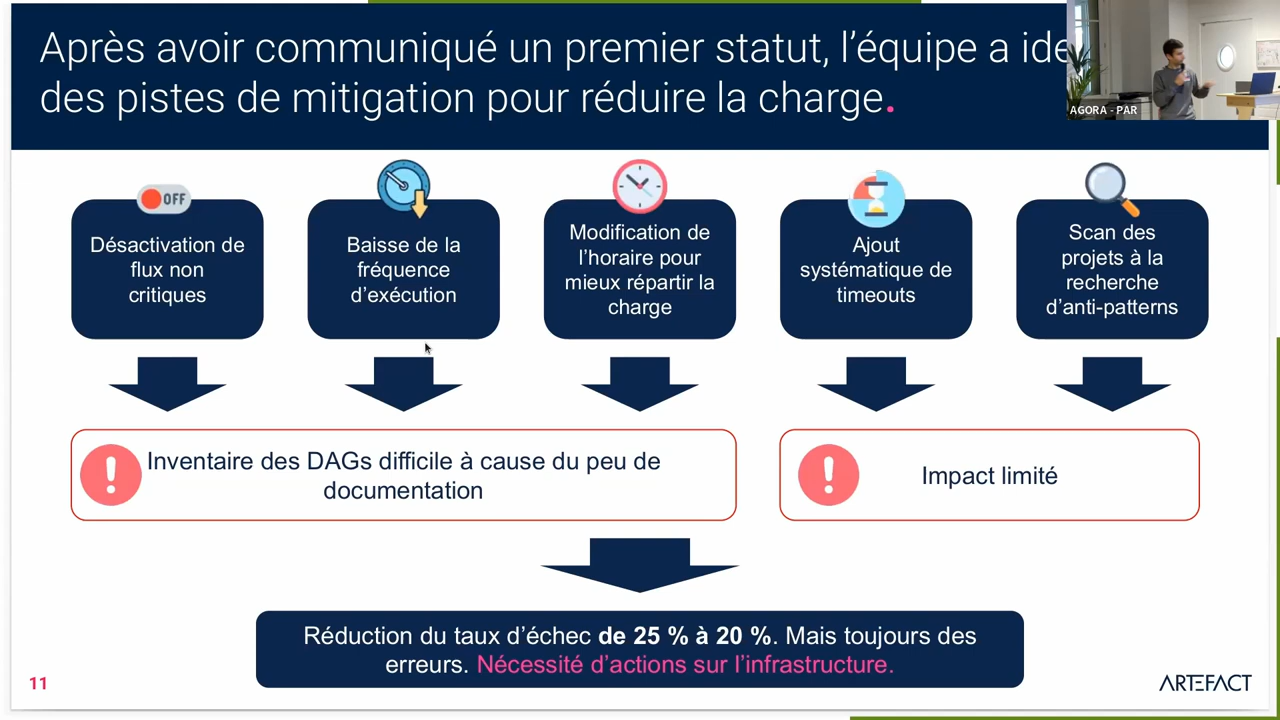 Après avoir communiqué un premier statut, l’équipe a ide
des pistes de mitigation pour réduire la charge.
AGORA - PAR
OFF
Désactivation de
flux non
critiques
Baisse de la
fréquence
d’exécution
Modification de
l’horaire pour
mieux répartir la
charge
Ajout
systématique de
timeouts
Scan des
projets à la
recherche
d’anti-patterns
Inventaire des DAGs difficile à cause du peu de
documentation
Impact limité
Réduction du taux d’échec de 25 % à 20 %. Mais toujours des
erreurs. Nécessité d’actions sur l’infrastructure.
11
ARTEFACT